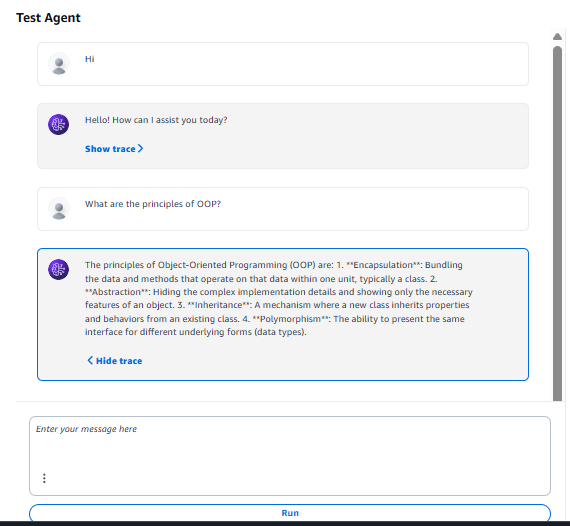 Test Agent
Hi
Hello! How can I assist you today?
Show trace
What are the principles of OOP?
The principles of Object-Oriented Programming (OOP) are: 1. **Encapsulation**: Bundling
the data and methods that operate on that data within one unit, typically a class. 2.
**Abstraction**: Hiding the complex implementation details and showing only the necessary
features of an object. 3. **Inheritance**: A mechanism where a new class inherits properties
and behaviors from an existing class. 4. **Polymorphism**: The ability to present the same
interface for different underlying forms (data types).
Hide trace
Enter your message here
Run